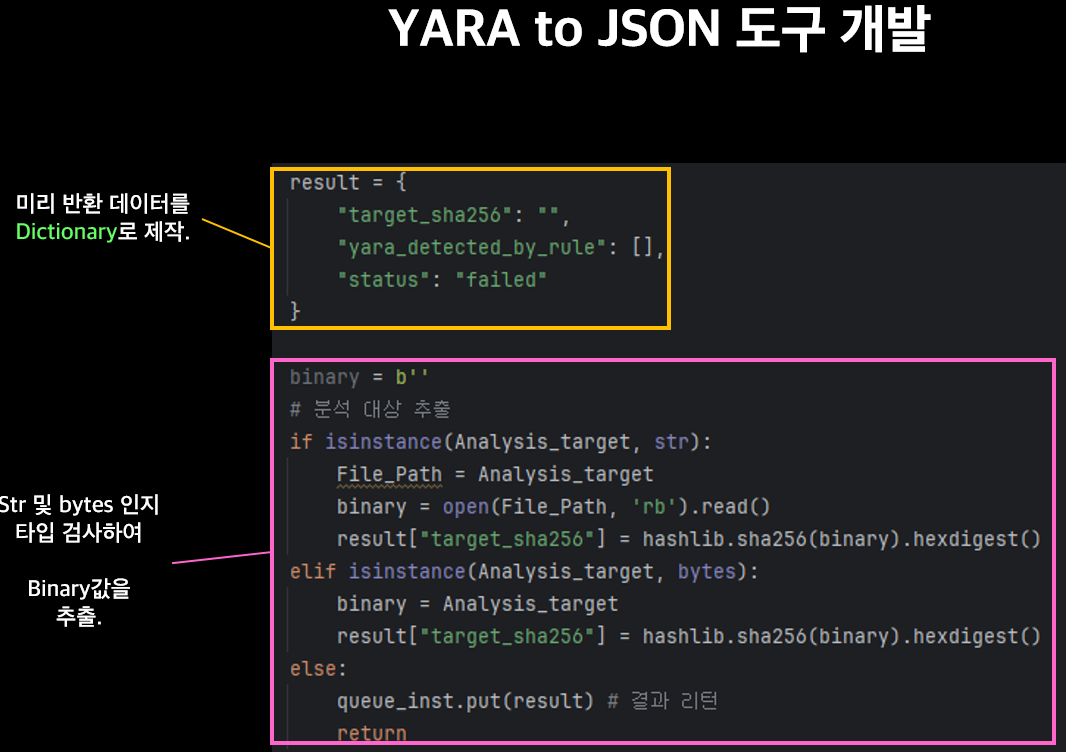 YARA to JSON 도구 개발
미리 반환 데이터를
Dictionary로 제작.
result = {
"target_sha256": "",
"yara_detected_by_rule": [],
"status": "failed"
}
Str 및 bytes 인지
타입 검사하여
Binary값을
추출.
binary = b''
# 분석 대상 추출
if isinstance(Analysis_target, str):
File_Path = Analysis_target
binary = open(File_Path, 'rb').read()
result["target_sha256"] = hashlib.sha256(binary).hexdigest()
elif isinstance(Analysis_target, bytes):
binary = Analysis_target
result["target_sha256"] = hashlib.sha256(binary).hexdigest()
else:
queue_inst.put(result) # 결과 리턴
return